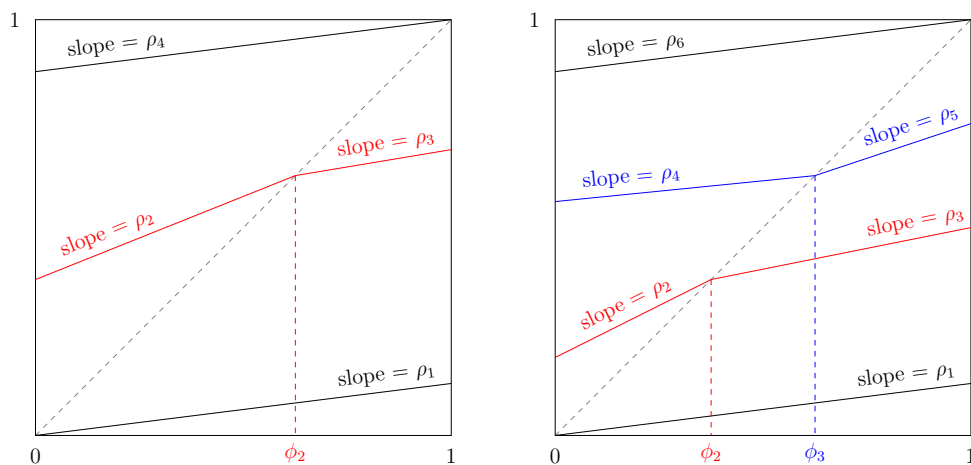 1
slope = ρ₄
slope = ρ₃
slope = ρ₂
slope = ρ₁
0
ϕ₂
1
1
slope = ρ₆
slope = ρ₅
slope = ρ₄
slope = ρ₃
slope = ρ₂
slope = ρ₁
0
ϕ₂
ϕ₃
1